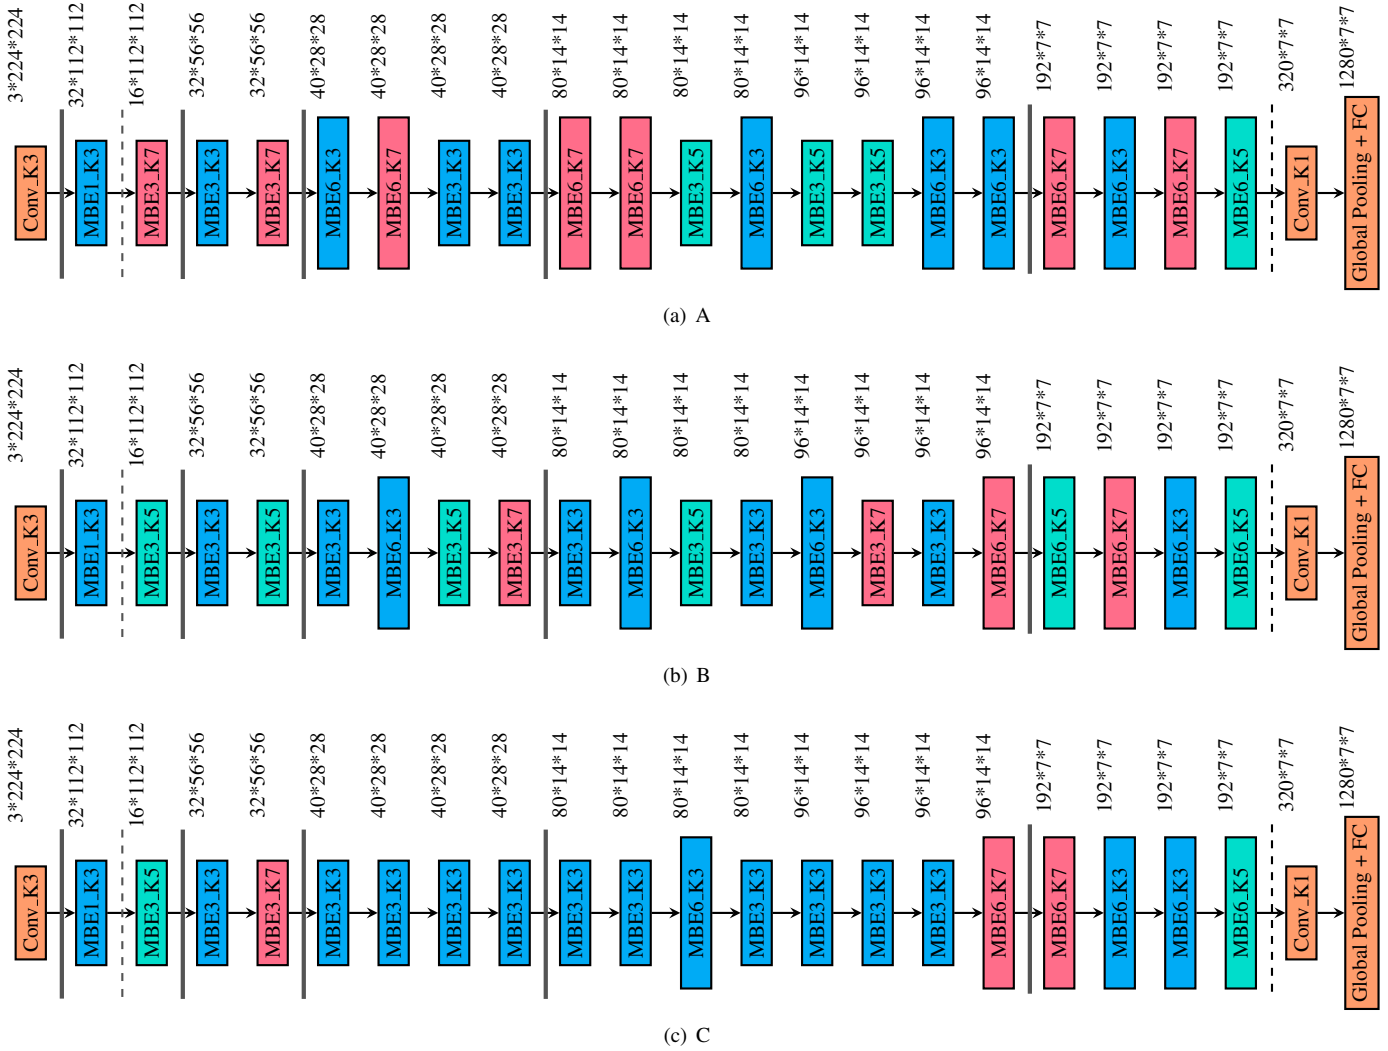 3*224*224
32*112*112
16*112*112
32*56*56
32*56*56
40*28*28
40*28*28
40*28*28
40*28*28
80*14*14
80*14*14
80*14*14
80*14*14
96*14*14
96*14*14
96*14*14
96*14*14
192*7*7
192*7*7
192*7*7
192*7*7
320*7*7
1280*7*7
Conv_K3
MBE1_K3
MBE3_K7
MBE3_K3
MBE3_K7
MBE6_K3
MBE6_K7
MBE3_K3
MBE3_K3
MBE6_K7
MBE6_K7
MBE3_K5
MBE6_K3
MBE3_K5
MBE3_K5
MBE6_K3
MBE6_K3
MBE6_K7
MBE6_K3
MBE6_K7
MBE6_K5
Conv_K1
Global Pooling + FC
(a) A
3*224*224
32*112*112
16*112*112
32*56*56
32*56*56
40*28*28
40*28*28
40*28*28
40*28*28
80*14*14
80*14*14
80*14*14
80*14*14
96*14*14
96*14*14
96*14*14
96*14*14
192*7*7
192*7*7
192*7*7
192*7*7
320*7*7
1280*7*7
Conv_K3
MBE1_K3
MBE3_K5
MBE3_K3
MBE3_K5
MBE3_K3
MBE6_K3
MBE3_K5
MBE3_K7
MBE3_K3
MBE6_K3
MBE3_K5
MBE3_K3
MBE6_K3
MBE3_K7
MBE3_K3
MBE6_K7
MBE6_K5
MBE6_K7
MBE6_K3
MBE6_K5
Conv_K1
Global Pooling + FC
(b) B
3*224*224
32*112*112
16*112*112
32*56*56
32*56*56
40*28*28
40*28*28
40*28*28
40*28*28
80*14*14
80*14*14
80*14*14
80*14*14
96*14*14
96*14*14
96*14*14
96*14*14
192*7*7
192*7*7
192*7*7
192*7*7
320*7*7
1280*7*7
Conv_K3
MBE1_K3
MBE3_K5
MBE3_K3
MBE3_K7
MBE3_K3
MBE3_K3
MBE3_K3
MBE3_K3
MBE3_K3
MBE3_K3
MBE6_K3
MBE3_K3
MBE3_K3
MBE3_K3
MBE3_K3
MBE6_K7
MBE6_K7
MBE6_K3
MBE6_K3
MBE6_K5
Conv_K1
Global Pooling + FC
(c) C